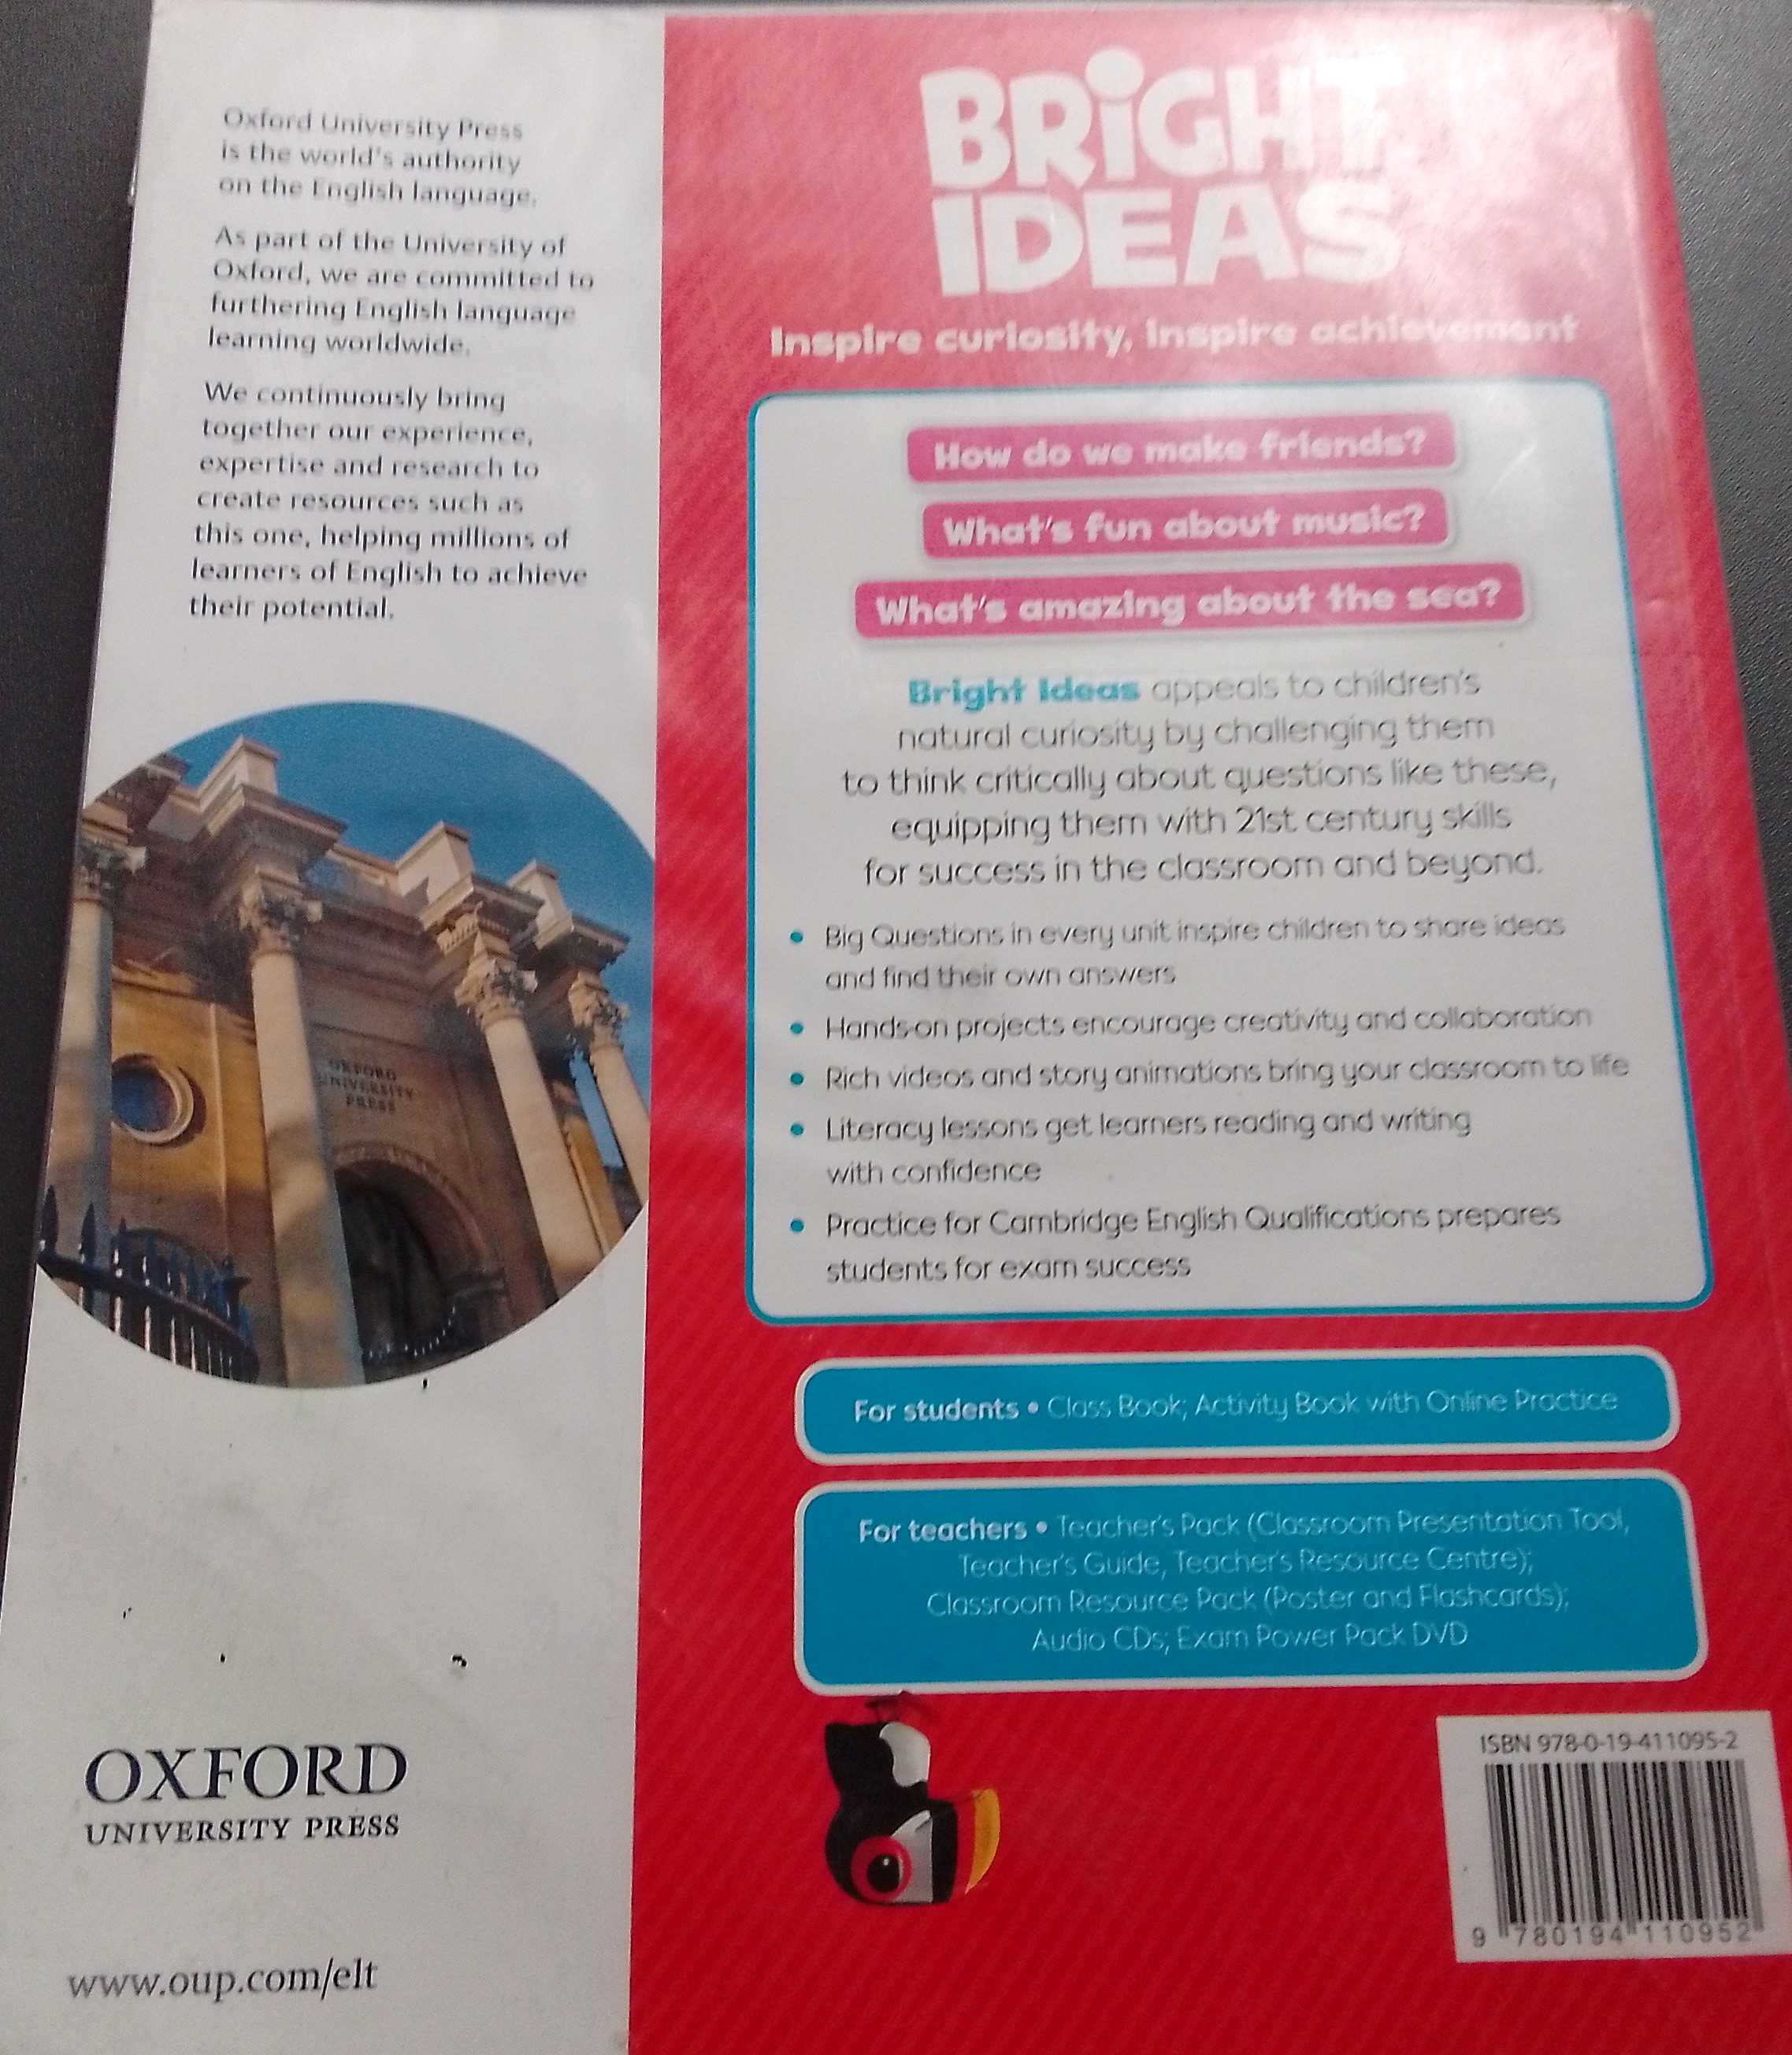 Oxford University Press
is the world's authority
on the English language.
As part of the University of
Oxford, we are committed to
furthering English language
learning worldwide.
We continuously bring
together our experience,
expertise and research to
create resources such as
this one, helping millions of
learners of English to achieve
their potential.
OXFORD
UNIVERSITY
PRESS
OXFORD
UNIVERSITY PRESS
www.oup.com/elt
BRiGHT
IDEAS
Inspire curiosity, inspire achievement
How do we make friends?
What's fun about music?
What's amazing about the sea?
Bright Ideas appeals to children's
natural curiosity by challenging them
to think critically about questions like these,
equipping them with 21st century skills
for success in the classroom and beyond.
• Big Questions in every unit inspire children to share ideas
and find their own answers
• Hands-on projects encourage creativity and collaboration
• Rich videos and story animations bring your classroom to life
• Literacy lessons get learners reading and writing
with confidence
• Practice for Cambridge English Qualifications prepares
students for exam success
For students • Class Book; Activity Book with Online Practice
For teachers • Teacher's Pack (Classroom Presentation Tool,
Teacher's Guide, Teacher's Resource Centre);
Classroom Resource Pack (Poster and Flashcards);
Audio CDs; Exam Power Pack DVD
ISBN 978-0-19-411095-2
9 780194 110952